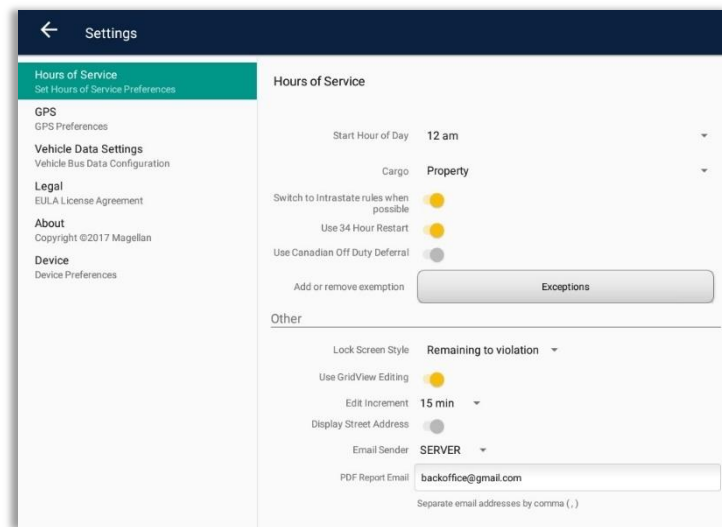 Settings
Hours of Service
Set Hours of Service Preferences
GPS
GPS Preferences
Vehicle Data Settings
Vehicle Bus Data Configuration
Legal
EULA License Agreement
About
Copyright ©2017 Magellan
Device
Device Preferences
Hours of Service
Start Hour of Day 12 am
Cargo Property
Switch to Intrastate rules when
possible
Use 34 Hour Restart
Use Canadian Off Duty Deferral
Add or remove exemption Exceptions
Other
Lock Screen Style Remaining to violation
Use GridView Editing
Edit Increment 15 min
Display Street Address
Email Sender SERVER
PDF Report Email backoffice@gmail.com
Separate email addresses by comma ( , )